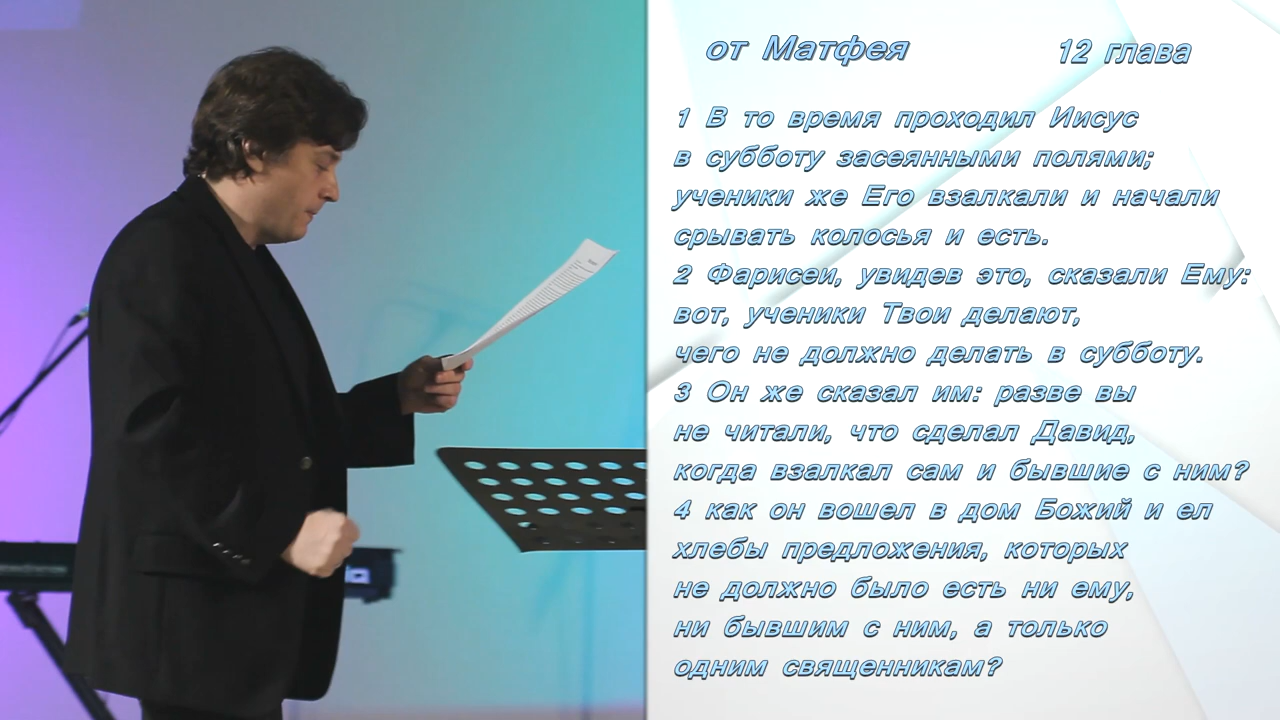 от Матфея 12 глава
1 В то время проходил Иисус
в субботу засеянными полями;
ученики же Его взалкали и начали
срывать колосья и есть.
2 Фарисеи, увидев это, сказали Ему:
вот, ученики Твои делают,
чего не должно делать в субботу.
3 Он же сказал им: разве вы
не читали, что сделал Давид,
когда взалкал сам и бывшие с ним?
4 как он вошел в дом Божий и ел
хлебы предложения, которых
не должно было есть ни ему,
ни бывшим с ним, а только
одним священникам?